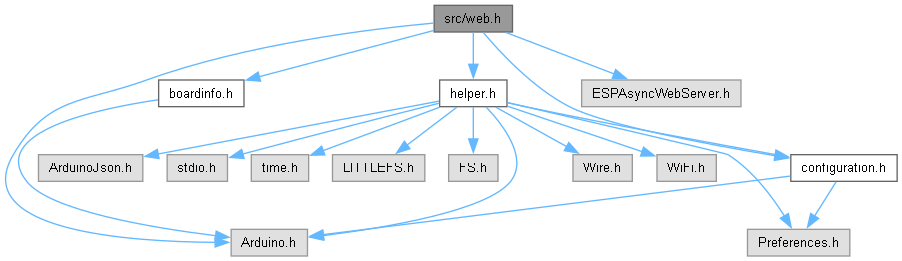 src/web.h
boardinfo.h
helper.h
ESPAsyncWebServer.h
ArduinoJson.h
stdio.h
time.h
LITTLEFS.h
FS.h
Wire.h
WiFi.h
configuration.h
Arduino.h
Preferences.h